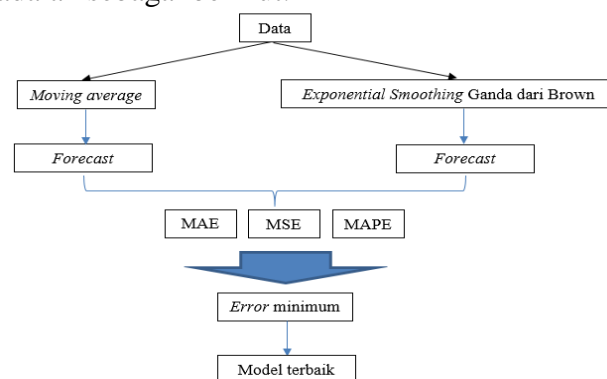 Data
Moving average
Exponential Smoothing Ganda dari Brown
Forecast
Forecast
MAE
MSE
MAPE
Error minimum
Model terbaik